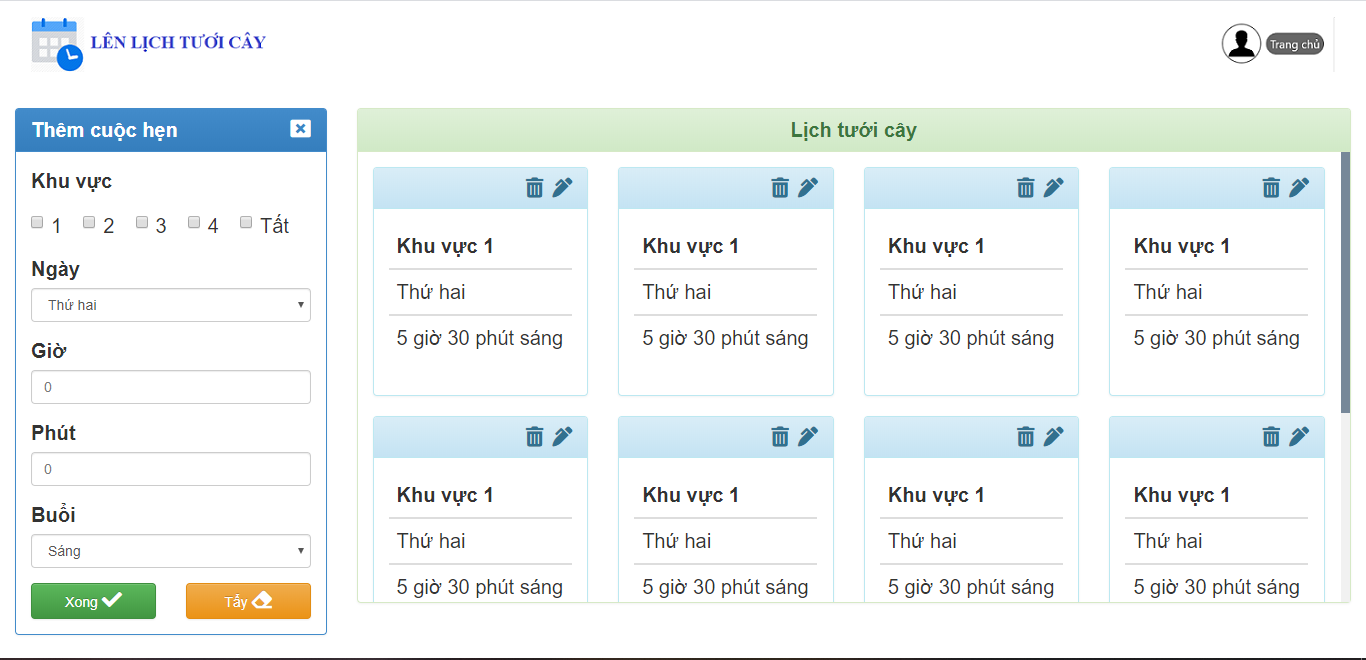 LÊN LỊCH TƯƠI CÂY
Trang chủ
Thêm cuộc hẹn
Khu vực
1 2 3 4 Tất
Ngày
Thứ hai
Giờ
0
Phút
0
Buổi
Sáng
Xong Tẩy
Lịch tưới cây
Khu vực 1
Thứ hai
5 giờ 30 phút sáng
Khu vực 1
Thứ hai
5 giờ 30 phút sáng
Khu vực 1
Thứ hai
5 giờ 30 phút sáng
Khu vực 1
Thứ hai
5 giờ 30 phút sáng
Khu vực 1
Thứ hai
5 giờ 30 phút sáng
Khu vực 1
Thứ hai
5 giờ 30 phút sáng
Khu vực 1
Thứ hai
5 giờ 30 phút sáng
Khu vực 1
Thứ hai
5 giờ 30 phút sáng